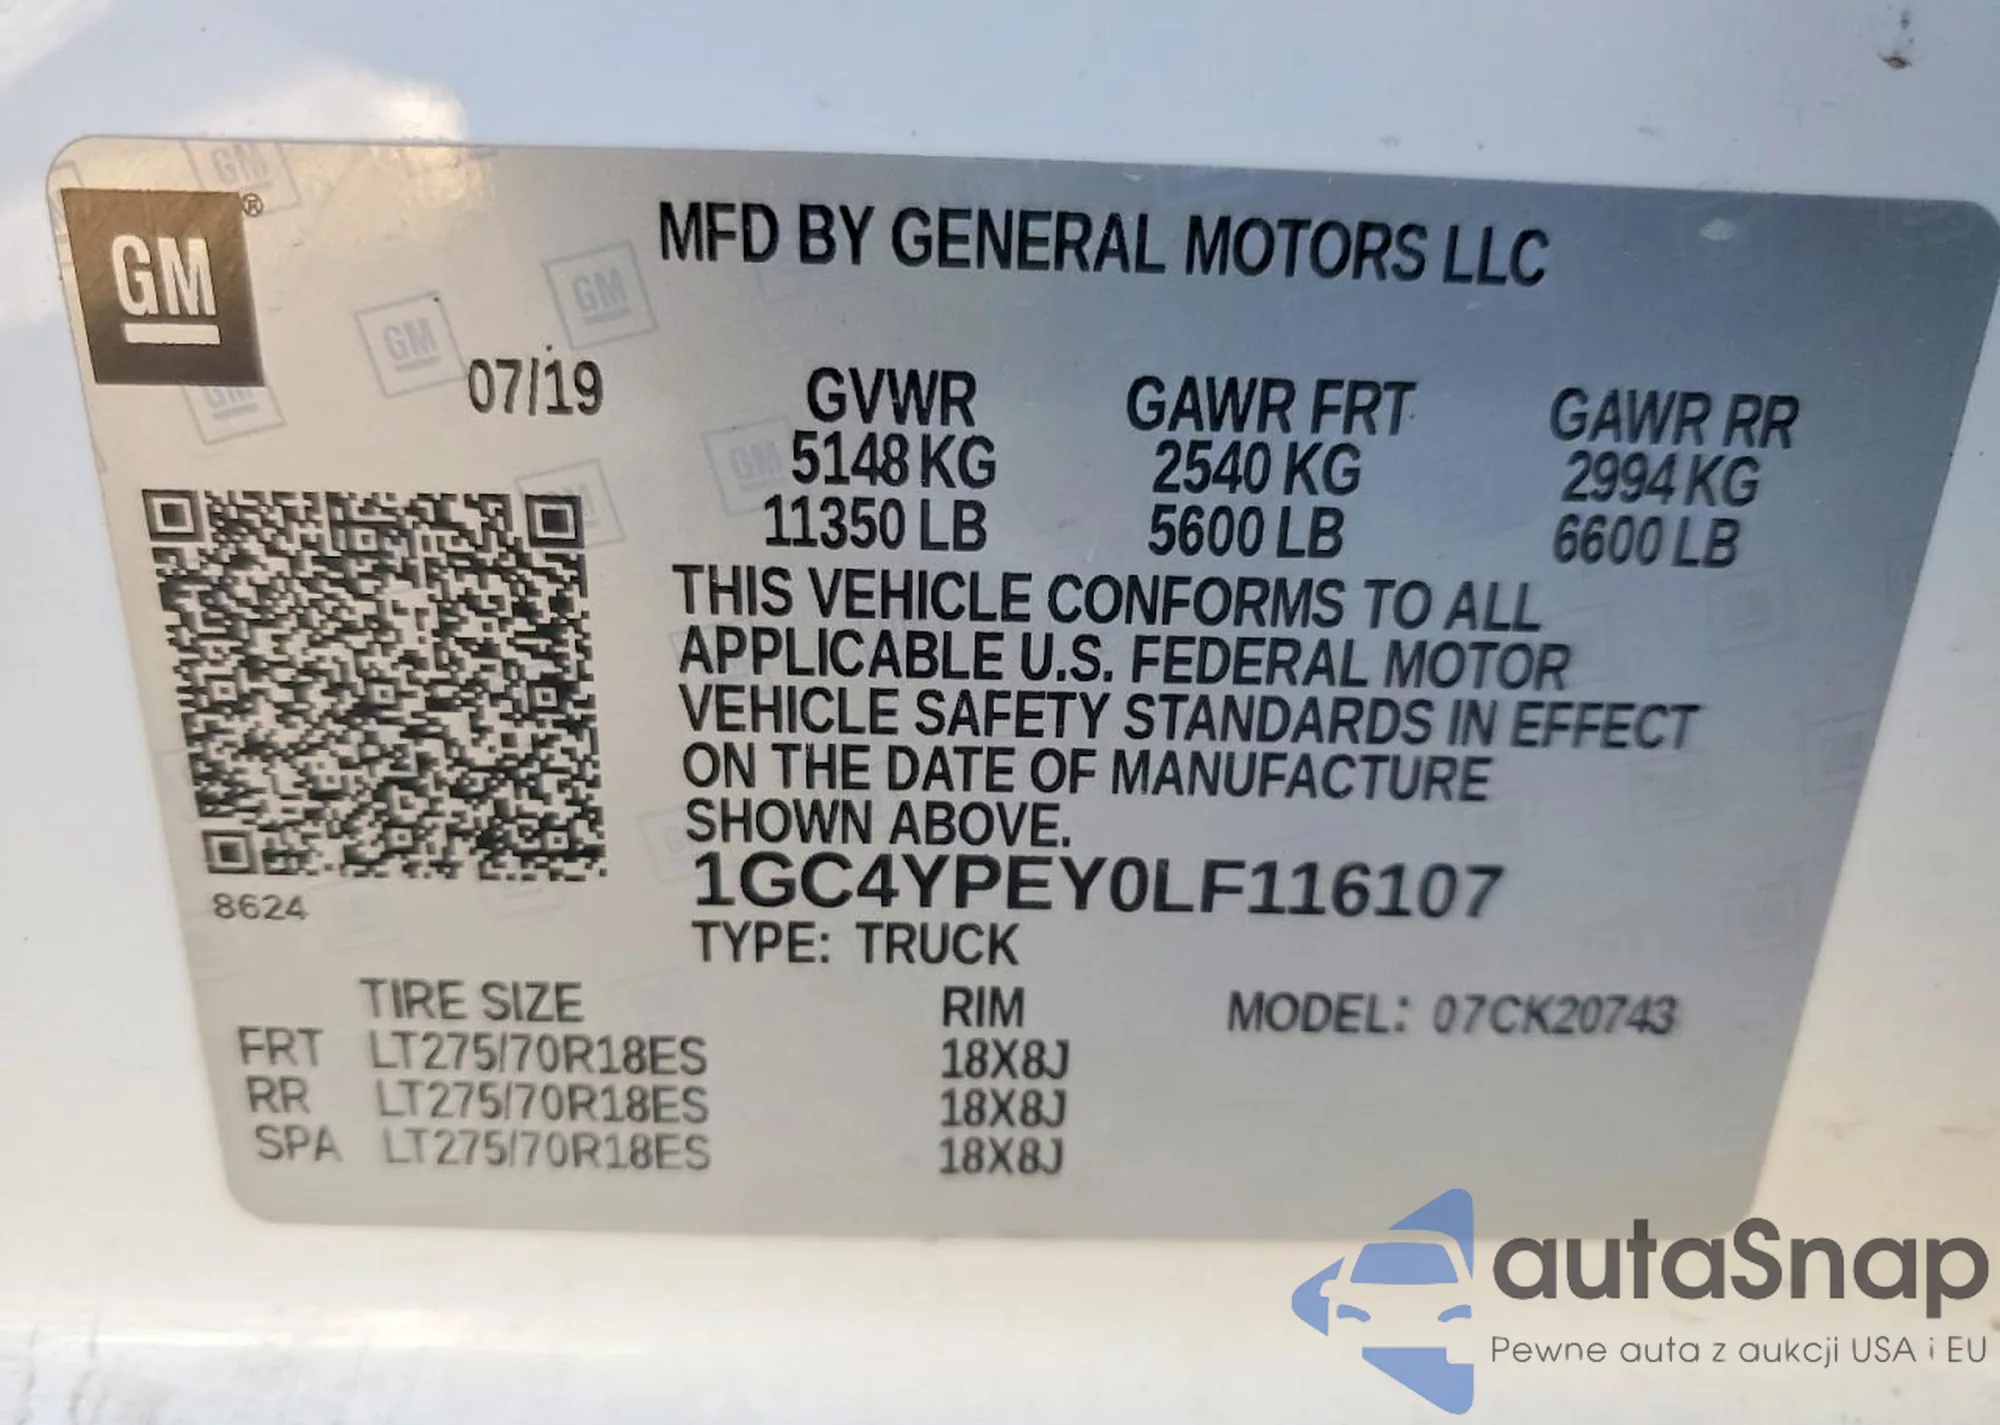 GM®
MFD BY GENERAL MOTORS LLC
07/19
GVWR GAWR FRT GAWR RR
5148 KG 2540 KG 2994 KG
11350 LB 5600 LB 6600 LB
THIS VEHICLE CONFORMS TO ALL
APPLICABLE U.S. FEDERAL MOTOR
VEHICLE SAFETY STANDARDS IN EFFECT
ON THE DATE OF MANUFACTURE
SHOWN ABOVE.
1GC4YPEY0LF116107
8624
TYPE: TRUCK
TIRE SIZE RIM MODEL: 07CK20743
FRT LT275/70R18ES 18X8J
RR LT275/70R18ES 18X8J
SPA LT275/70R18ES 18X8J
autaSnap
Pewne auta z aukcji USA i EU